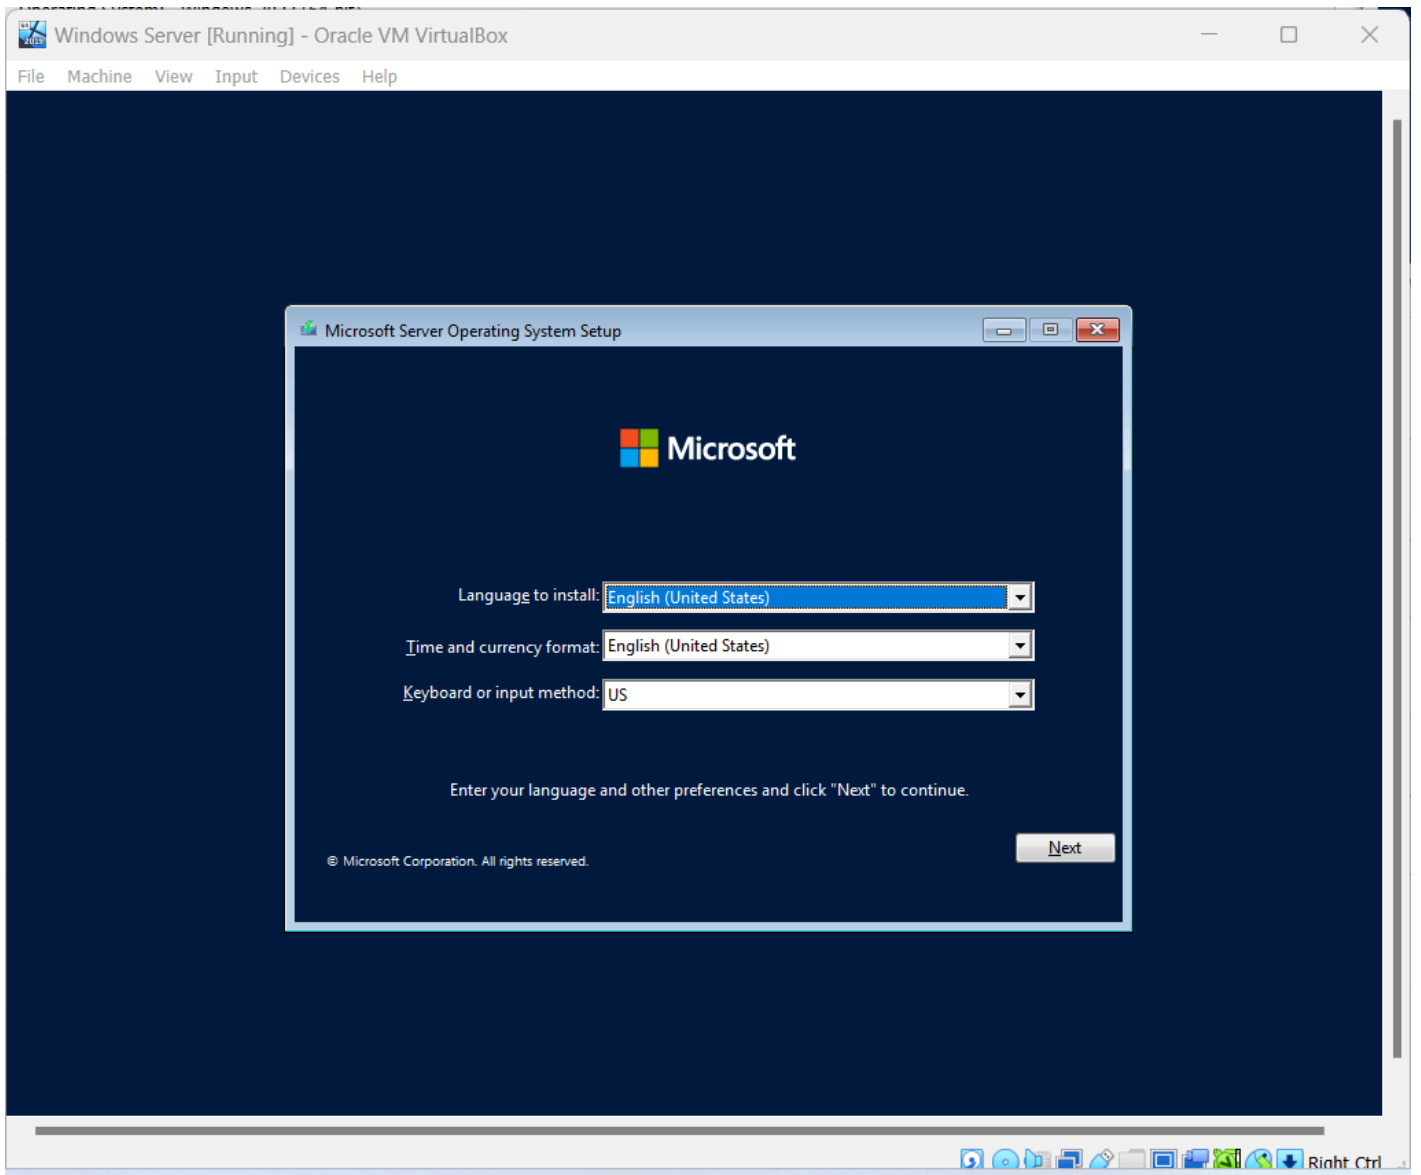 Windows Server [Running] - Oracle VM VirtualBox
File Machine View Input Devices Help
Microsoft Server Operating System Setup
Microsoft
Language to install: English (United States)
Time and currency format: English (United States)
Keyboard or input method: US
Enter your language and other preferences and click "Next" to continue.
Next
© Microsoft Corporation. All rights reserved.
Right Ctrl